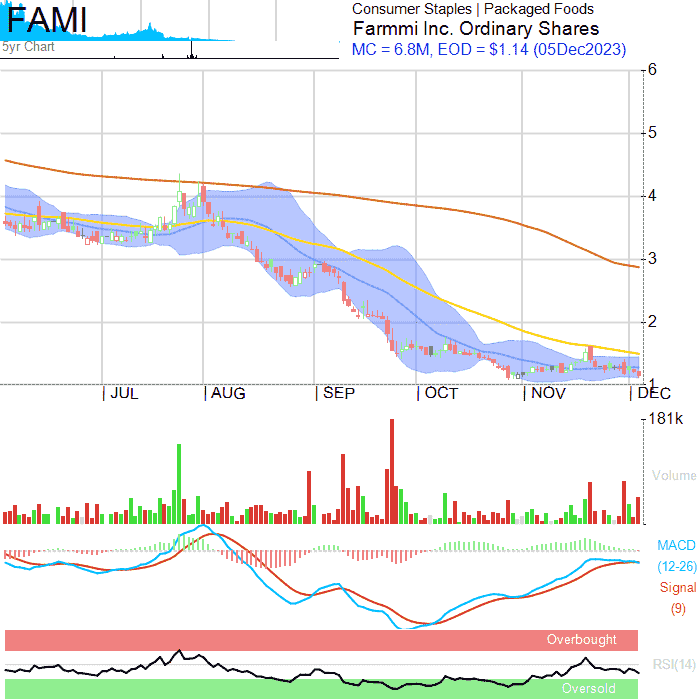 FAMI
5yr Chart
Consumer Staples | Packaged Foods
Farmmi Inc. Ordinary Shares
MC = 6.8M, EOD = $1.14 (05Dec2023)
6
5
4
3
2
1
JUL
AUG
SEP
OCT
NOV
DEC
181k
Volume
MACD
(12-26)
Signal
(9)
Overbought
RSI(14)
Oversold